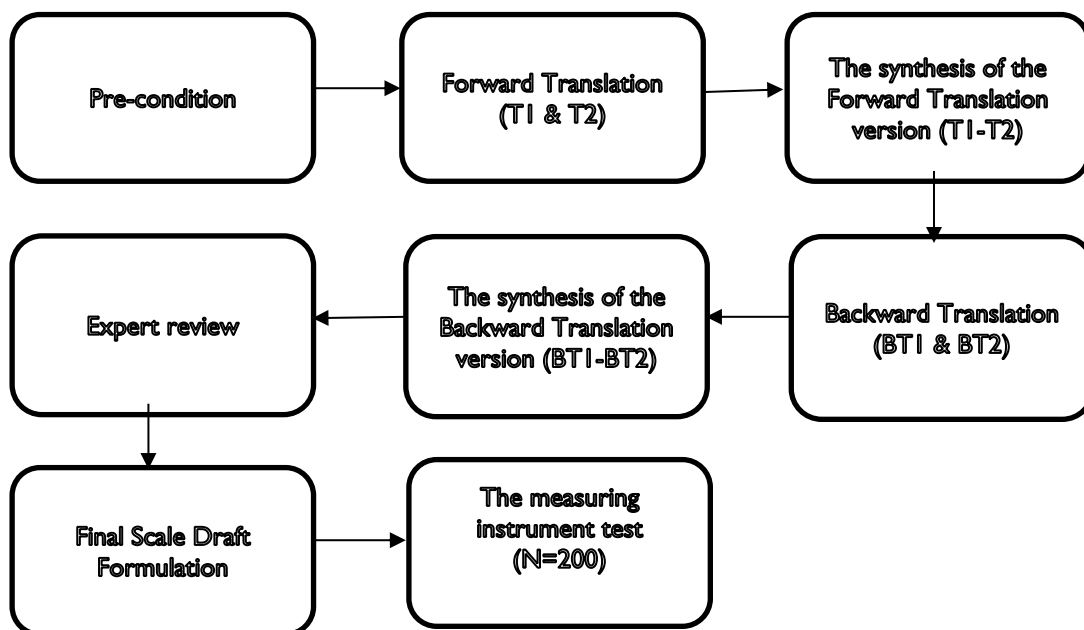 Pre-condition
Forward Translation
(T1 & T2)
The synthesis of the
Forward Translation
version (T1-T2)
Backward Translation
(BT1 & BT2)
The synthesis of the
Backward Translation
version (BT1-BT2)
Expert review
Final Scale Draft
Formulation
The measuring
instrument test
(N=200)